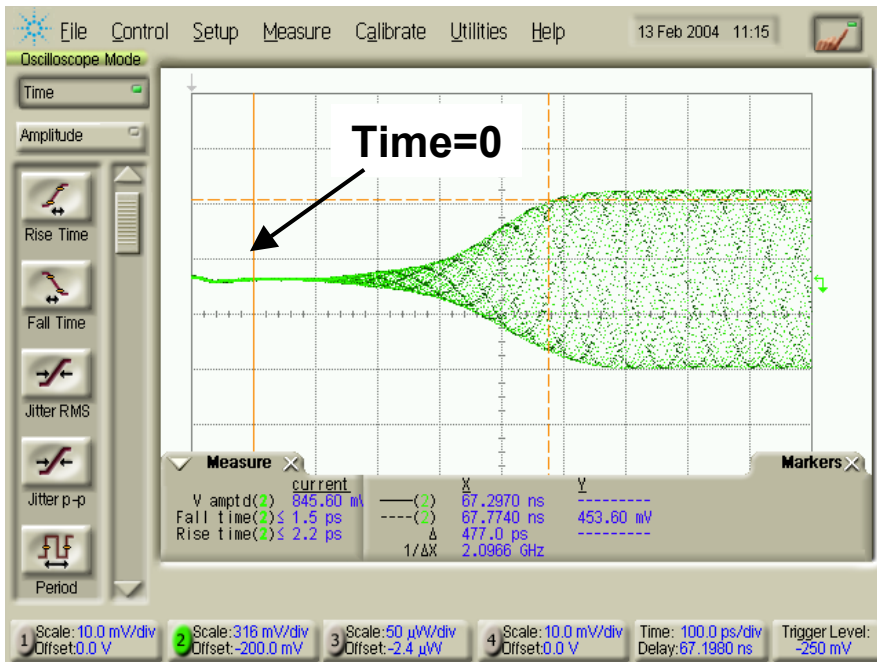 File Control Setup Measure Calibrate Utilities Help 13 Feb 2004 11:15
Oscilloscope Mode
Time
Amplitude
Time=0
Rise Time
Fall Time
Jitter RMS
Jitter p-p
Period
Measure
current
V amptd(2) 845.60 mV
Fall time(2)≤ 1.5 ps
Rise time(2)≤ 2.2 ps
Markers
X Y
——(2) 67.2970 ns ---------
----(2) 67.7740 ns 453.60 mV
Δ 477.0 ps ---------
1/ΔX 2.0966 GHz
1 Scale:10.0 mV/div
Offset:0.0 V
2 Scale:316 mV/div
Offset:-200.0 mV
3 Scale:50 µW/div
Offset:-2.4 µW
4 Scale:10.0 mV/div
Offset:0.0 V
Time: 100.0 ps/div
Delay:67.1980 ns
Trigger Level:
-250 mV